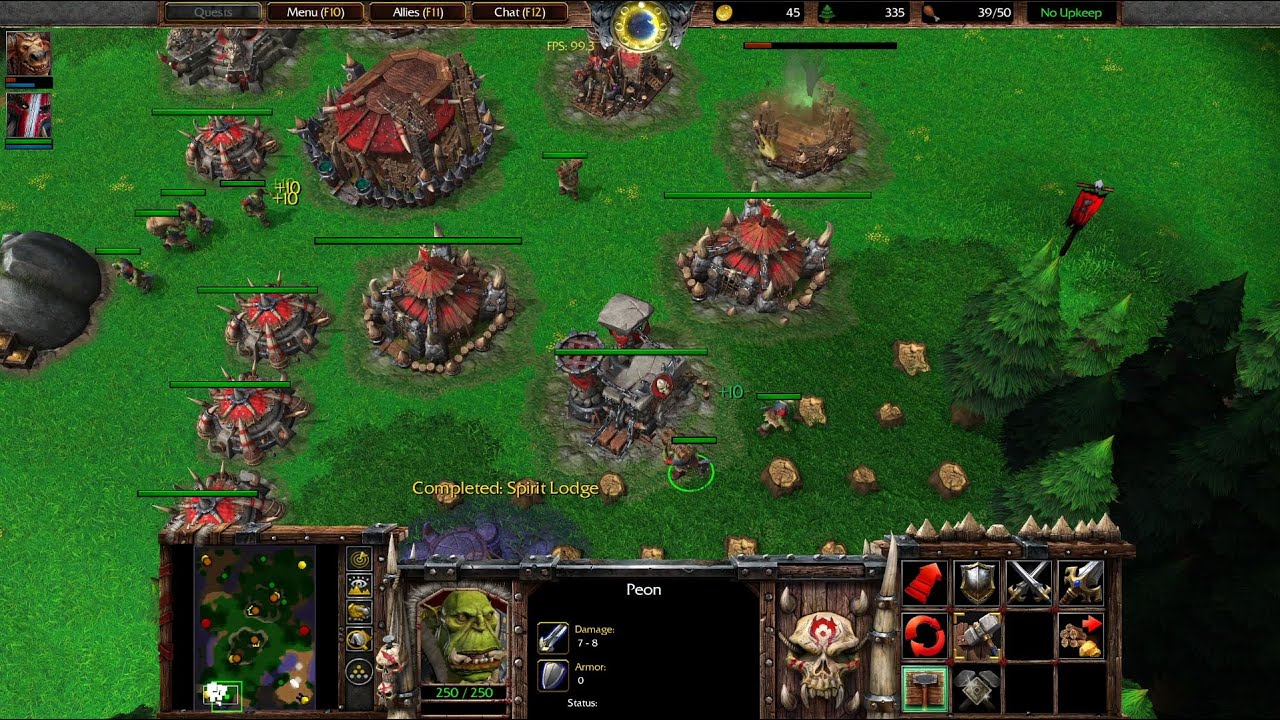 Quests
Menu (F10)
Allies (F11)
Chat (F12)
45
335
39/50
No Upkeep
FPS: 99.3
+10
+10
+10
Completed: Spirit Lodge
Peon
Damage:
7 - 8
Armor:
0
Status:
250 / 250